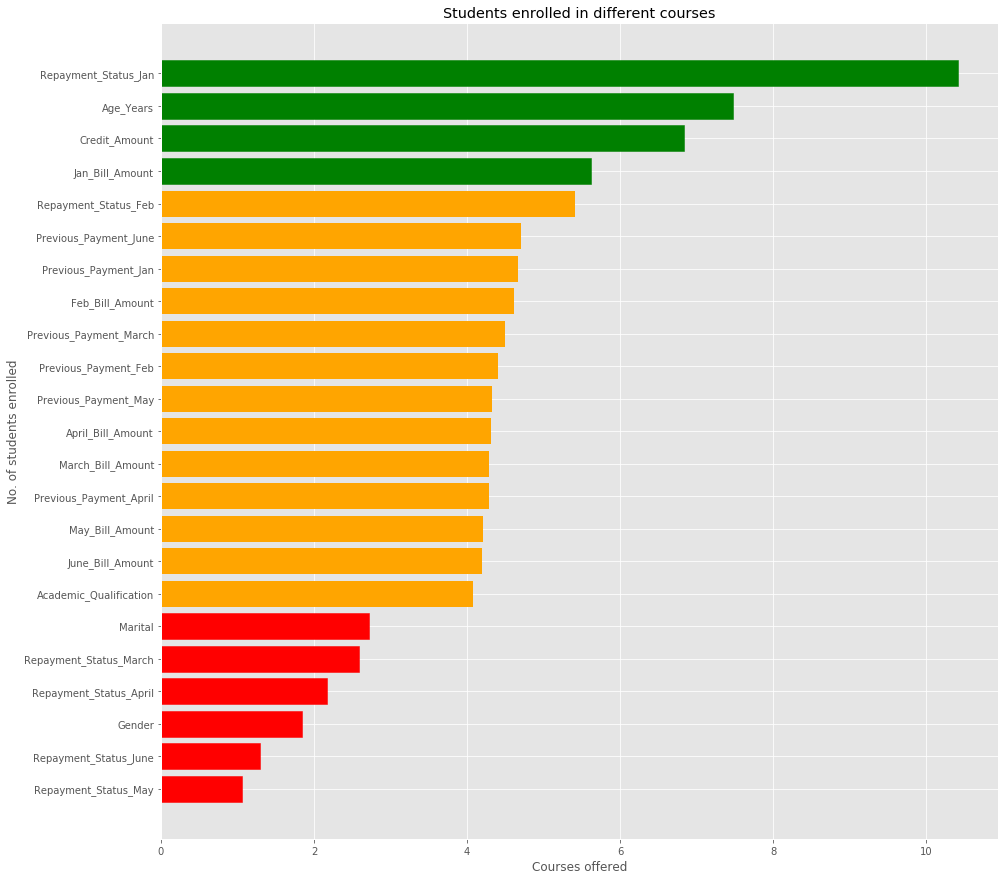 Students enrolled in different courses
No. of students enrolled
Repayment_Status_Jan
Age_Years
Credit_Amount
Jan_Bill_Amount
Repayment_Status_Feb
Previous_Payment_June
Previous_Payment_Jan
Feb_Bill_Amount
Previous_Payment_March
Previous_Payment_Feb
Previous_Payment_May
April_Bill_Amount
March_Bill_Amount
Previous_Payment_April
May_Bill_Amount
June_Bill_Amount
Academic_Qualification
Marital
Repayment_Status_March
Repayment_Status_April
Gender
Repayment_Status_June
Repayment_Status_May
0 2 4 6 8 10
Courses offered